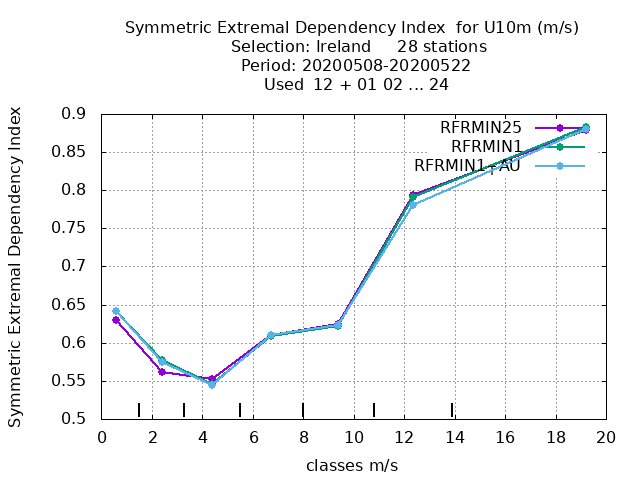 Symmetric Extremal Dependency Index  for U10m (m/s)
Selection: Ireland     28 stations
Period: 20200508-20200522
Used  12 + 01 02 ... 24
Symmetric Extremal Dependency Index
0.9
0.85
0.8
0.75
0.7
0.65
0.6
0.55
0.5
RFRMIN25
RFRMIN1
RFRMIN1+AU
0 2 4 6 8 10 12 14 16 18 20
classes m/s